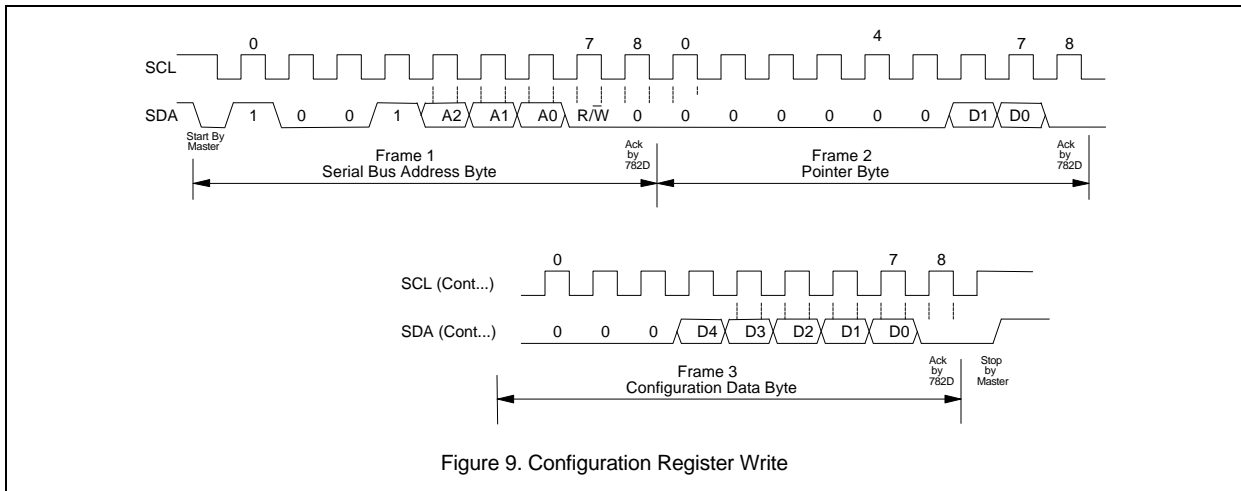 0 7 8 0 4 7 8
SCL
SDA 1 0 0 1 A2 A1 A0 R/W 0 0 0 0 0 0 0 D1 D0
Start By
Master
Ack
by
782D
Ack
by
782D
Frame 1
Serial Bus Address Byte
Frame 2
Pointer Byte
0 7 8
SCL (Cont...)
SDA (Cont...) 0 0 0 D4 D3 D2 D1 D0
Ack
by
782D
Stop
by
Master
Frame 3
Configuration Data Byte
Figure 9. Configuration Register Write